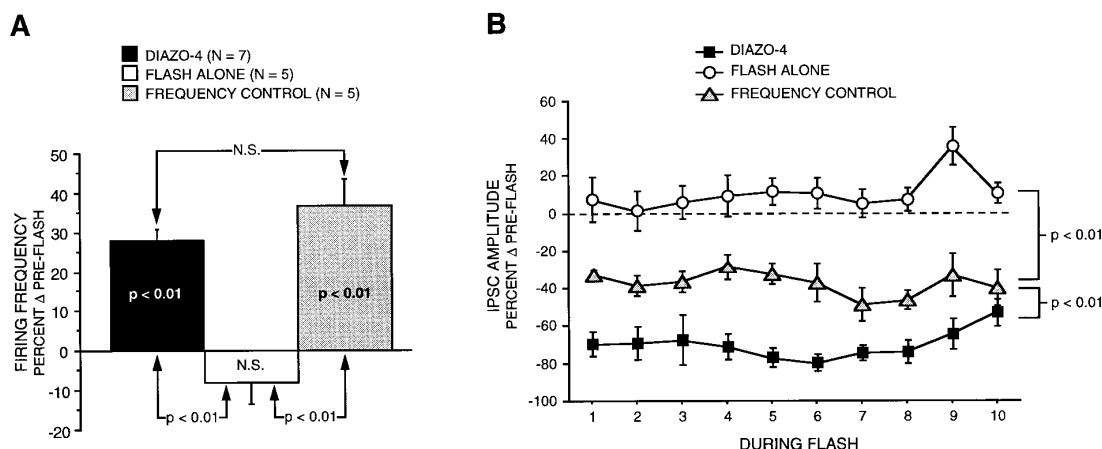 A
DIAZO-4 (N = 7)
FLASH ALONE (N = 5)
FREQUENCY CONTROL (N = 5)
FIRING FREQUENCY
PERCENT Δ PRE-FLASH
50
40
30
20
10
0
-10
-20
N.S.
p < 0.01
p < 0.01
N.S.
p < 0.01
p < 0.01
B
DIAZO-4
FLASH ALONE
FREQUENCY CONTROL
IPSC AMPLITUDE
PERCENT Δ PRE-FLASH
60
40
20
0
-20
-40
-60
-80
-100
p < 0.01
p < 0.01
1 2 3 4 5 6 7 8 9 10
DURING FLASH